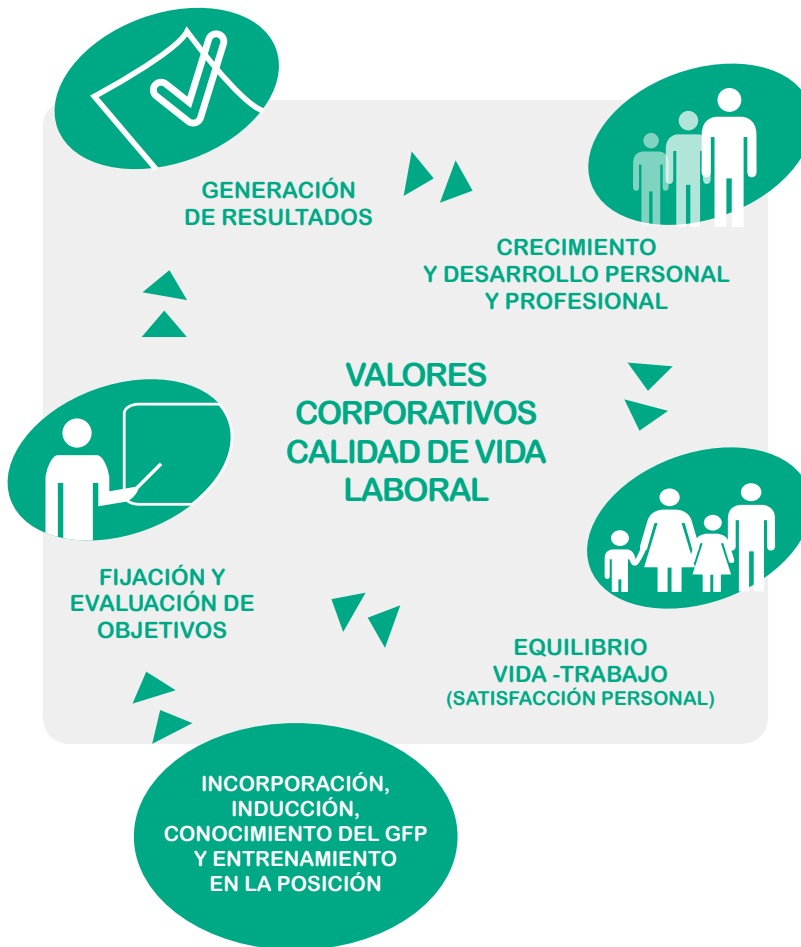 GENERACIÓN
DE RESULTADOS
CRECIMIENTO
Y DESARROLLO PERSONAL
Y PROFESIONAL
VALORES
CORPORATIVOS
CALIDAD DE VIDA
LABORAL
FIJACIÓN Y
EVALUACIÓN DE
OBJETIVOS
EQUILIBRIO
VIDA -TRABAJO
(SATISFACCIÓN PERSONAL)
INCORPORACIÓN,
INDUCCIÓN,
CONOCIMIENTO DEL GFP
Y ENTRENAMIENTO
EN LA POSICIÓN